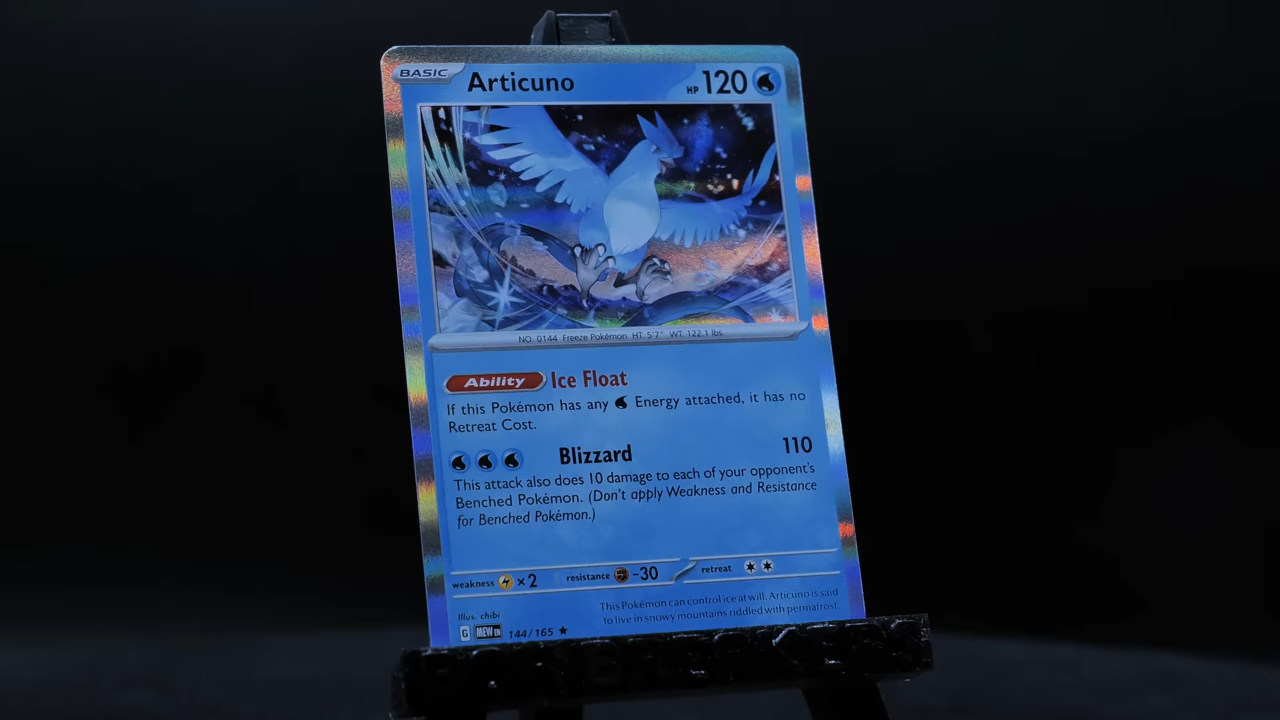 BASIC Articuno HP 120
NO. 0144 Freeze Pokémon HT: 5'7" WT: 122.1 lbs.
Ability Ice Float
If this Pokémon has any Energy attached, it has no
Retreat Cost.
Blizzard 110
This attack also does 10 damage to each of your opponent's
Benched Pokémon. (Don't apply Weakness and Resistance
for Benched Pokémon.)
weakness ×2 resistance -30 retreat
Illus. chibi
This Pokémon can control ice at will. Articuno is said
to live in snowy mountains riddled with permafrost.
G MEW EN 144/165 ★